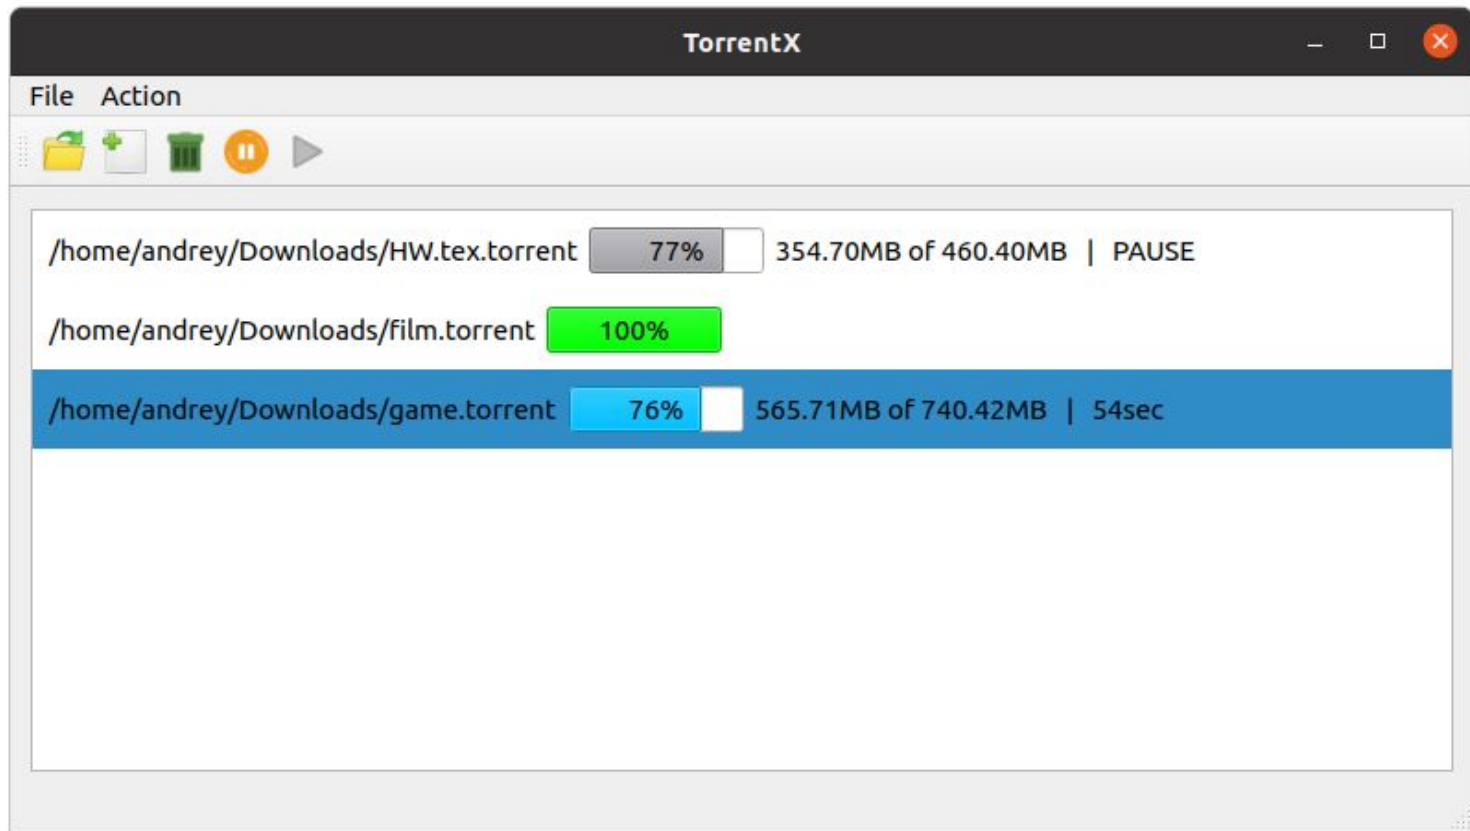 TorrentX
File Action
/home/andrey/Downloads/HW.tex.torrent 77% 354.70MB of 460.40MB | PAUSE
/home/andrey/Downloads/film.torrent 100%
/home/andrey/Downloads/game.torrent 76% 565.71MB of 740.42MB | 54sec